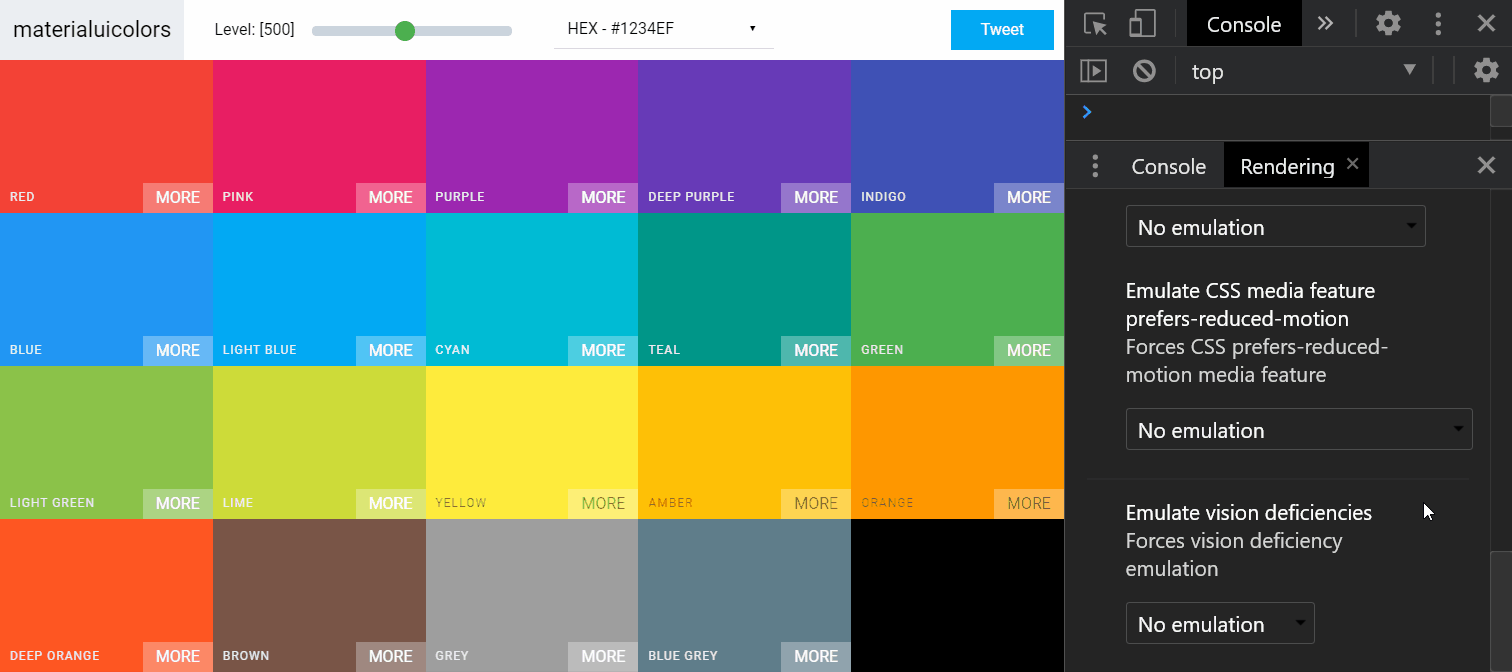 materialuicolors
Level: [500]
HEX - #1234EF
Tweet
RED
MORE
PINK
MORE
PURPLE
MORE
DEEP PURPLE
MORE
INDIGO
MORE
BLUE
MORE
LIGHT BLUE
MORE
CYAN
MORE
TEAL
MORE
GREEN
MORE
LIGHT GREEN
MORE
LIME
MORE
YELLOW
MORE
AMBER
MORE
ORANGE
MORE
DEEP ORANGE
MORE
BROWN
MORE
GREY
MORE
BLUE GREY
MORE
Console
top
Console
Rendering
No emulation
Emulate CSS media feature
prefers-reduced-motion
Forces CSS prefers-reduced-
motion media feature
No emulation
Emulate vision deficiencies
Forces vision deficiency
emulation
No emulation